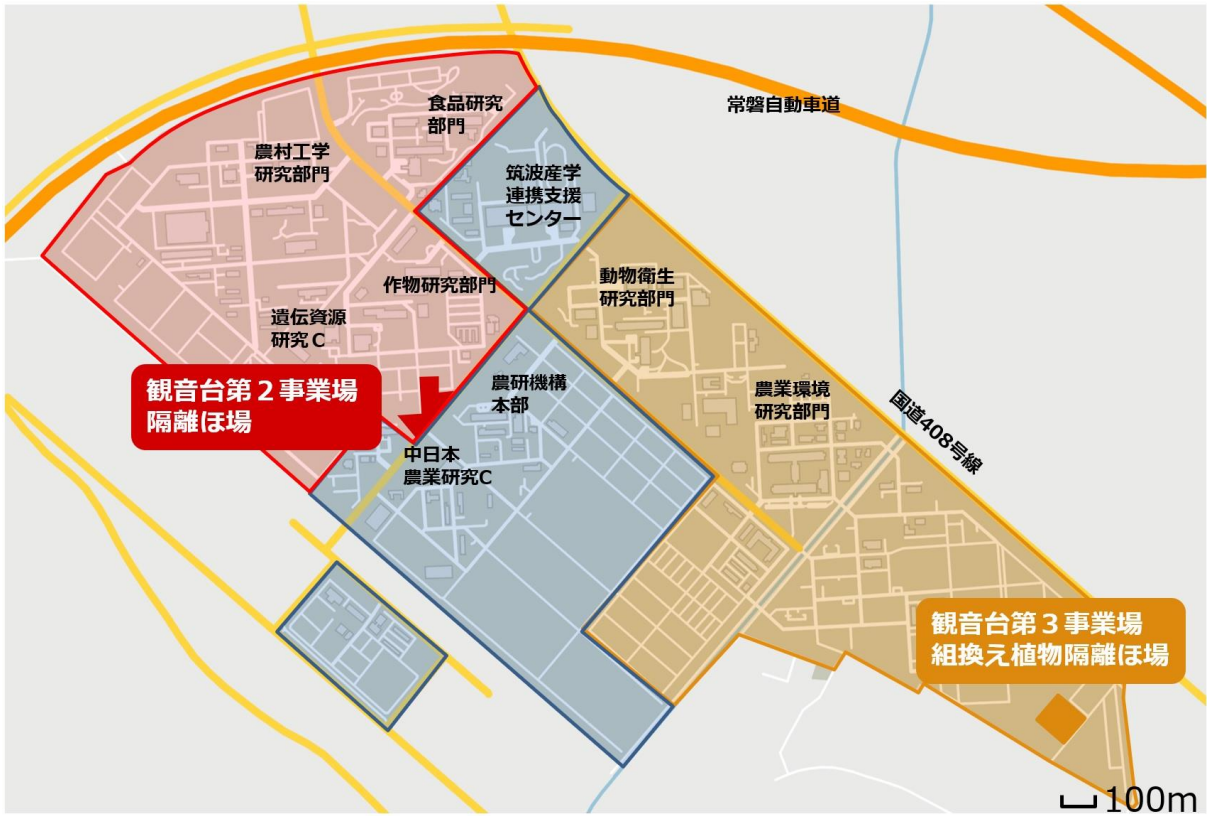 常磐自動車道
食品研究
部門
農村工学
研究部門
筑波産学
連携支援
センター
作物研究部門
動物衛生
研究部門
遺伝資源
研究C
観音台第２事業場
隔離ほ場
農研機構
本部
農業環境
研究部門
国道408号線
中日本
農業研究C
観音台第３事業場
組換え植物隔離ほ場
100m